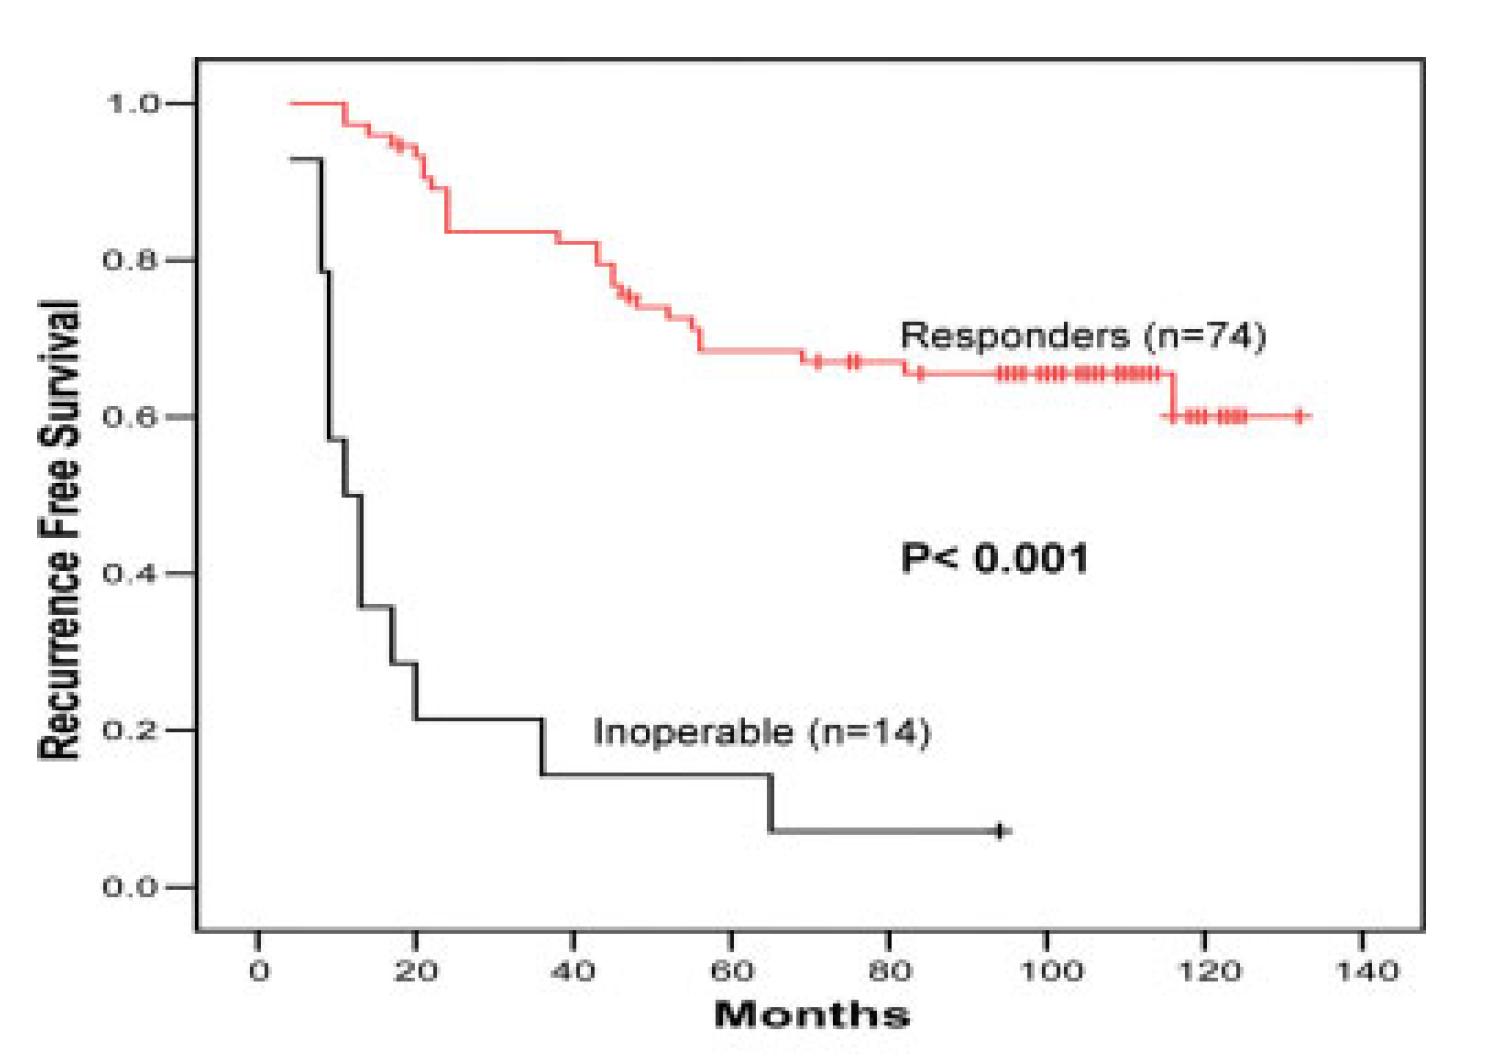 Recurrence Free Survival
1.0
0.8
0.6
0.4
0.2
0.0
Responders (n=74)
P< 0.001
Inoperable (n=14)
0 20 40 60 80 100 120 140
Months